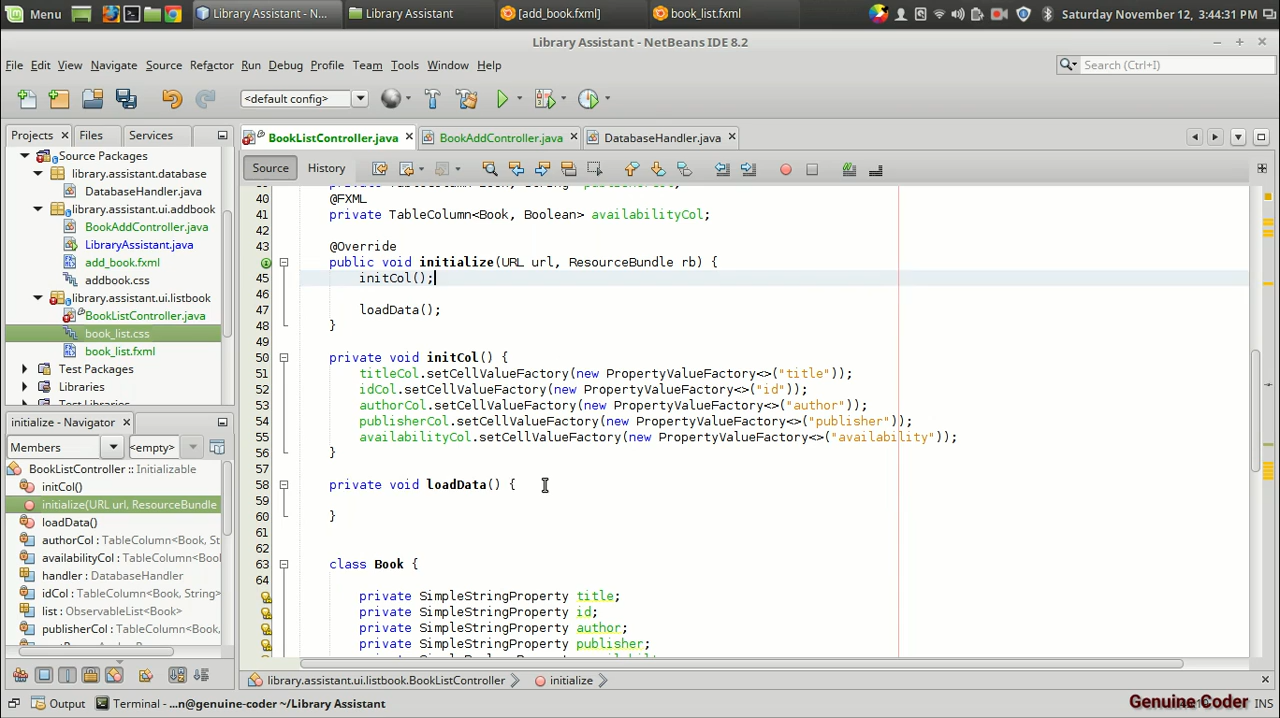 Menu
Library Assistant - N...
Library Assistant
[add_book.fxml]
book_list.fxml
Saturday November 12, 3:44:31 PM
Library Assistant - NetBeans IDE 8.2
File Edit View Navigate Source Refactor Run Debug Profile Team Tools Window Help
Search (Ctrl+I)
<default config>
Projects Files Services
BookListController.java BookAddController.java DatabaseHandler.java
Source History
Source Packages
library.assistant.database
DatabaseHandler.java
library.assistant.ui.addbook
BookAddController.java
LibraryAssistant.java
add_book.fxml
addbook.css
library.assistant.ui.listbook
BookListController.java
book_list.css
book_list.fxml
Test Packages
Libraries
initialize - Navigator
Members <empty>
BookListController :: Initializable
initCol()
initialize(URL url, ResourceBundle
loadData()
authorCol : TableColumn<Book, St
availabilityCol : TableColumn<Boo
handler : DatabaseHandler
idCol : TableColumn<Book, String>
list : ObservableList<Book>
publisherCol : TableColumn<Book,
40 @FXML
41 private TableColumn<Book, Boolean> availabilityCol;
42
43 @Override
44 public void initialize(URL url, ResourceBundle rb) {
45 initCol();
46
47 loadData();
48 }
49
50 private void initCol() {
51 titleCol.setCellValueFactory(new PropertyValueFactory<>("title"));
52 idCol.setCellValueFactory(new PropertyValueFactory<>("id"));
53 authorCol.setCellValueFactory(new PropertyValueFactory<>("author"));
54 publisherCol.setCellValueFactory(new PropertyValueFactory<>("publisher"));
55 availabilityCol.setCellValueFactory(new PropertyValueFactory<>("availability"));
56 }
57
58 private void loadData() {
59
60 }
61
62
63 class Book {
64
private SimpleStringProperty title;
private SimpleStringProperty id;
private SimpleStringProperty author;
private SimpleStringProperty publisher;
library.assistant.ui.listbook.BookListController initialize
Output Terminal - ...n@genuine-coder ~/Library Assistant
Genuine Coder INS